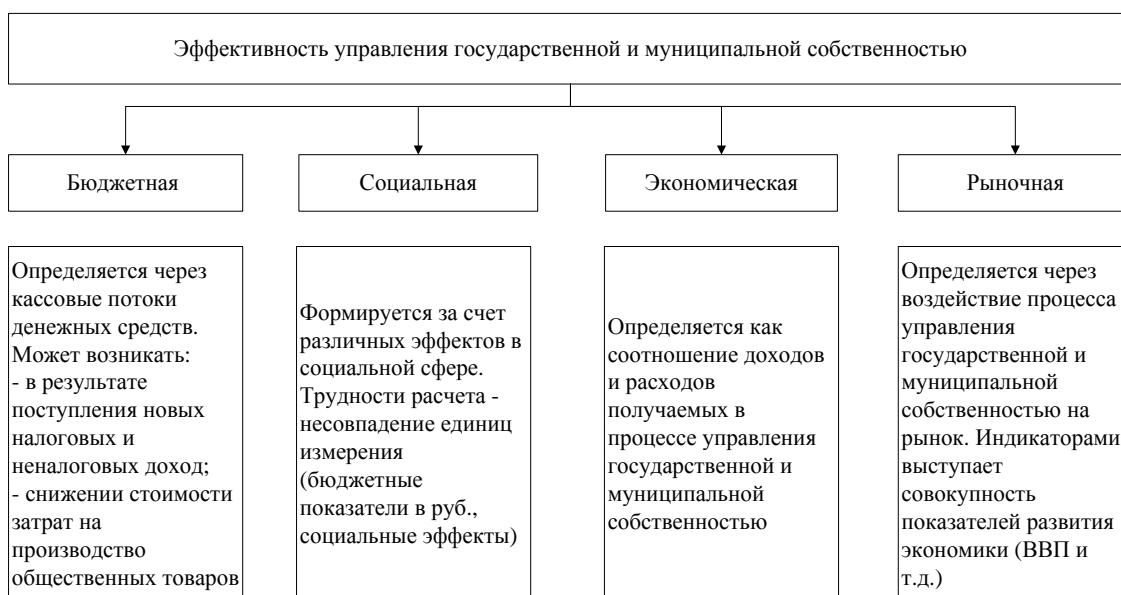 Эффективность управления государственной и муниципальной собственностью
Бюджетная
Социальная
Экономическая
Рыночная
Определяется через
кассовые потоки
денежных средств.
Может возникать:
- в результате
поступления новых
налоговых и
неналоговых доход;
- снижении стоимости
затрат на
производство
общественных товаров
Формируется за счет
различных эффектов в
социальной сфере.
Трудности расчета -
несовпадение единиц
измерения
(бюджетные
показатели в руб.,
социальные эффекты)
Определяется как
соотношение доходов
и расходов
получаемых в
процессе управления
государственной и
муниципальной
собственностью
Определяется через
воздействие процесса
управления
государственной и
муниципальной
собственностью на
рынок. Индикаторами
выступает
совокупность
показателей развития
экономики (ВВП и
т.д.)